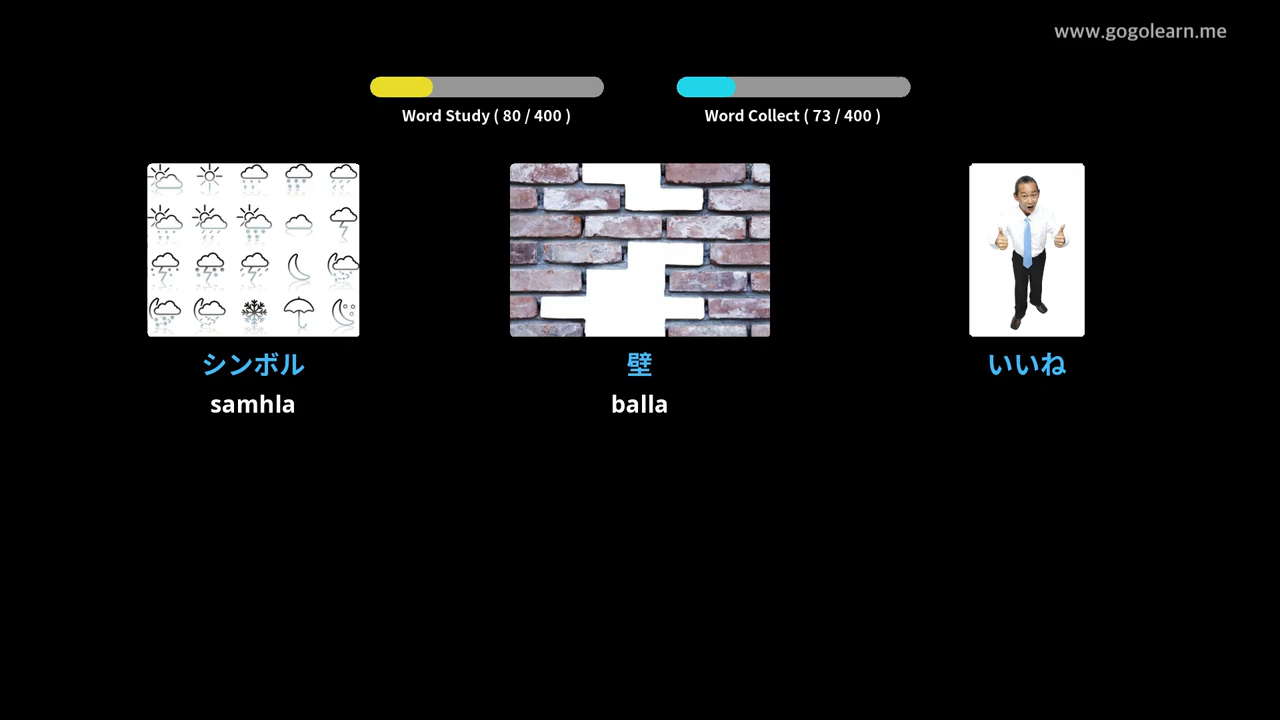 www.gogolearn.me
Word Study ( 80 / 400 )
Word Collect ( 73 / 400 )
シンボル
壁
いいね
samhla
balla